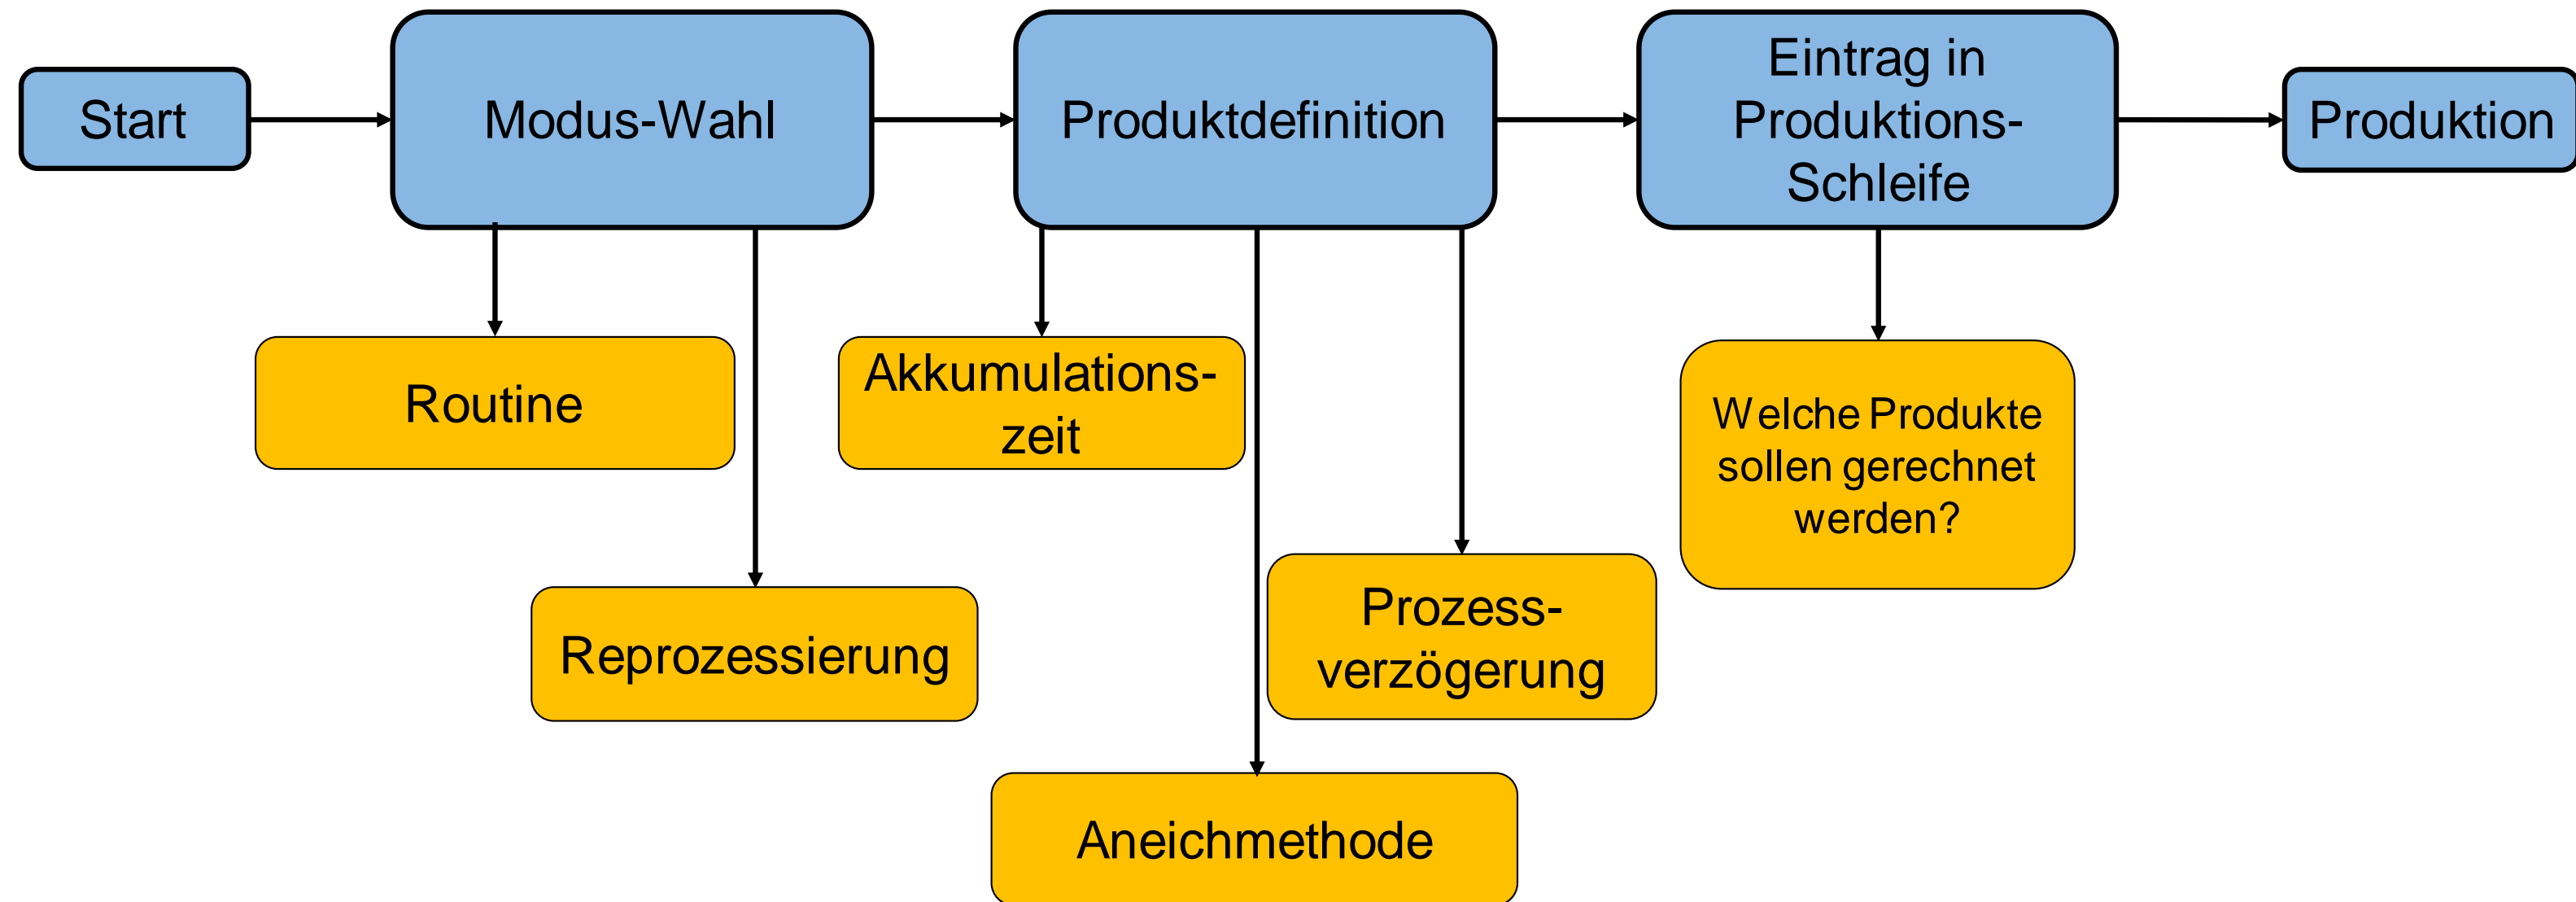 Start
Modus-Wahl
Produktdefinition
Eintrag in
Produktions-
Schleife
Produktion
Routine
Akkumulations-
zeit
Welche Produkte
sollen gerechnet
werden?
Reprozessierung
Prozess-
verzögerung
Aneichmethode